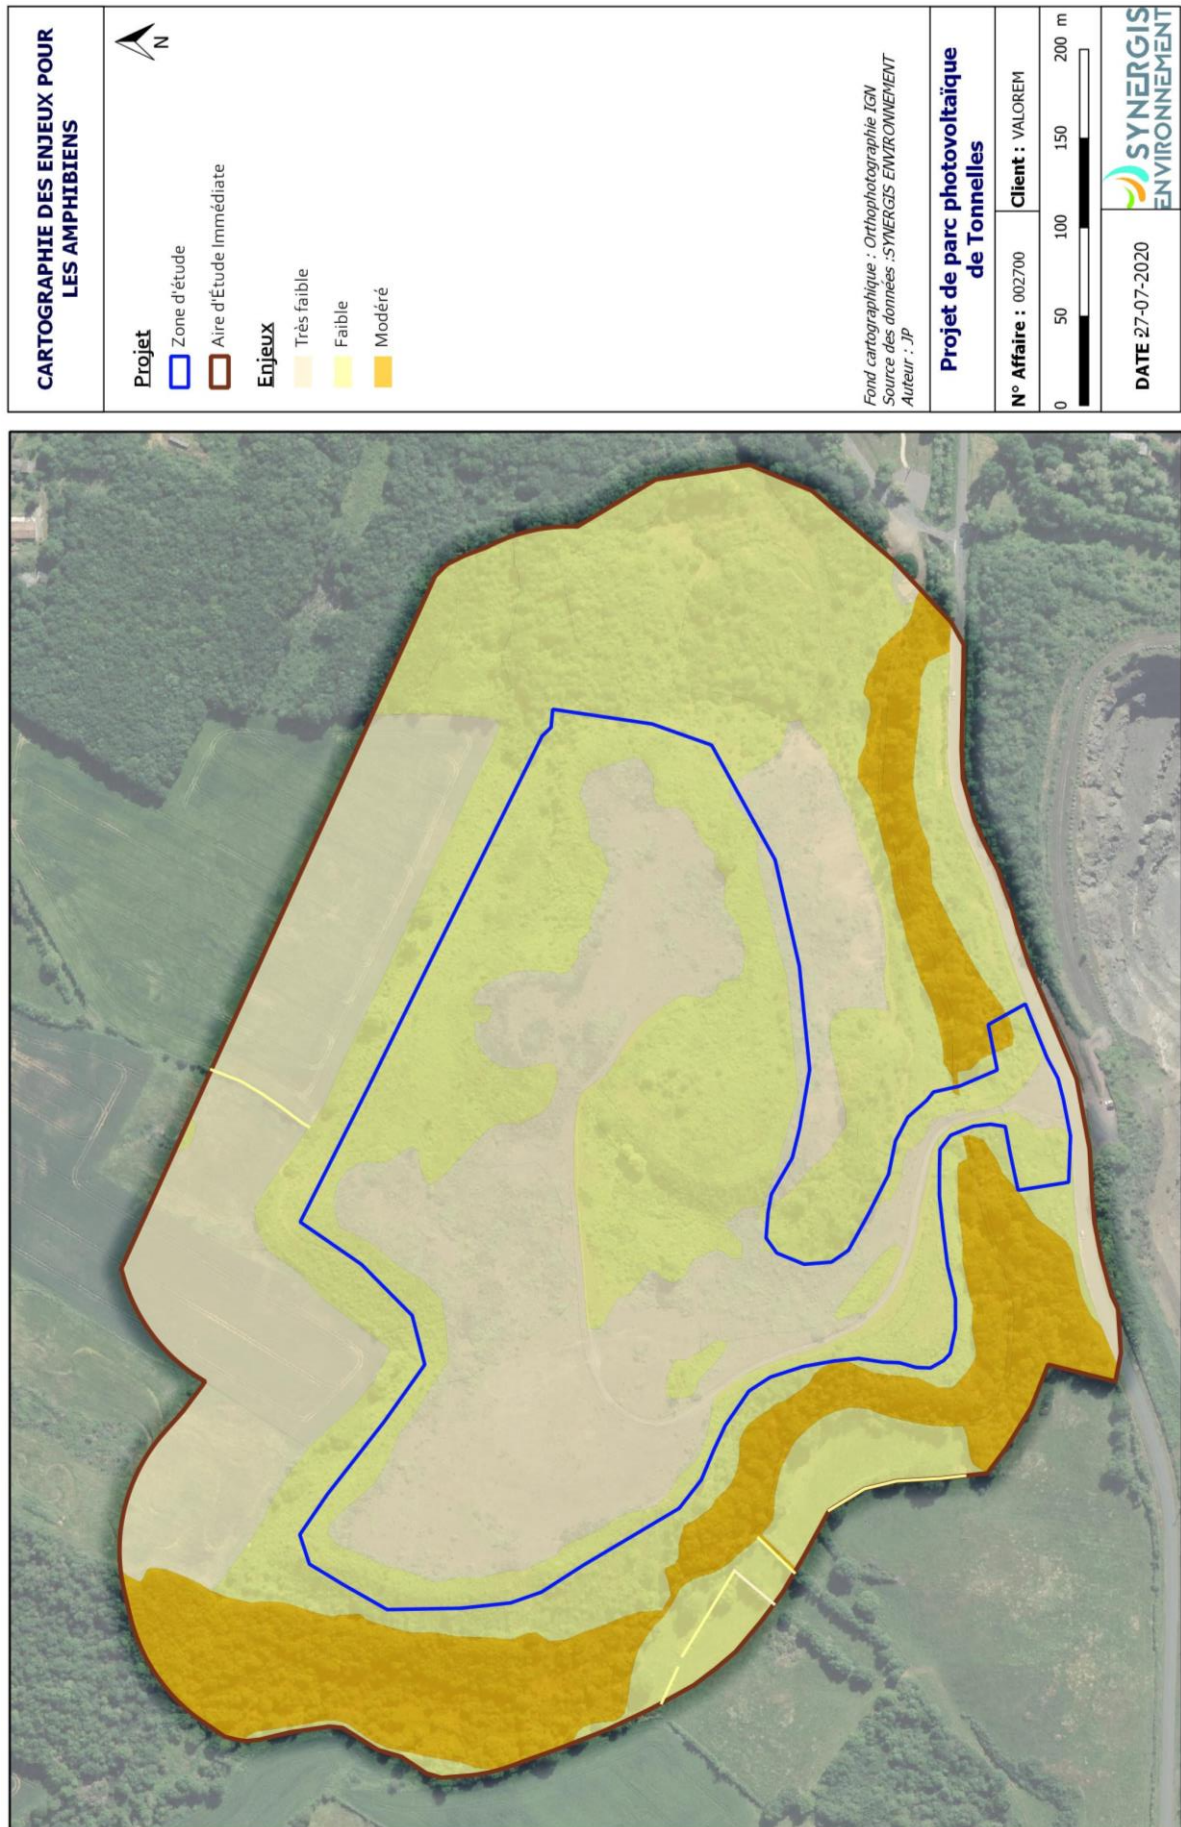 CARTOGRAPHIE DES ENJEUX POUR
LES AMPHIBIENS
N
Projet
Zone d'étude
Aire d'Étude Immédiate
Enjeux
Très faible
Faible
Modéré
Fond cartographique : Orthophotographie IGN
Source des données :SYNERGIS ENVIRONNEMENT
Auteur : JP
Projet de parc photovoltaïque
de Tonnelles
N° Affaire : 002700
Client : VALOREM
0 50 100 150 200 m
DATE 27-07-2020
SYNERGIS
ENVIRONNEMENT